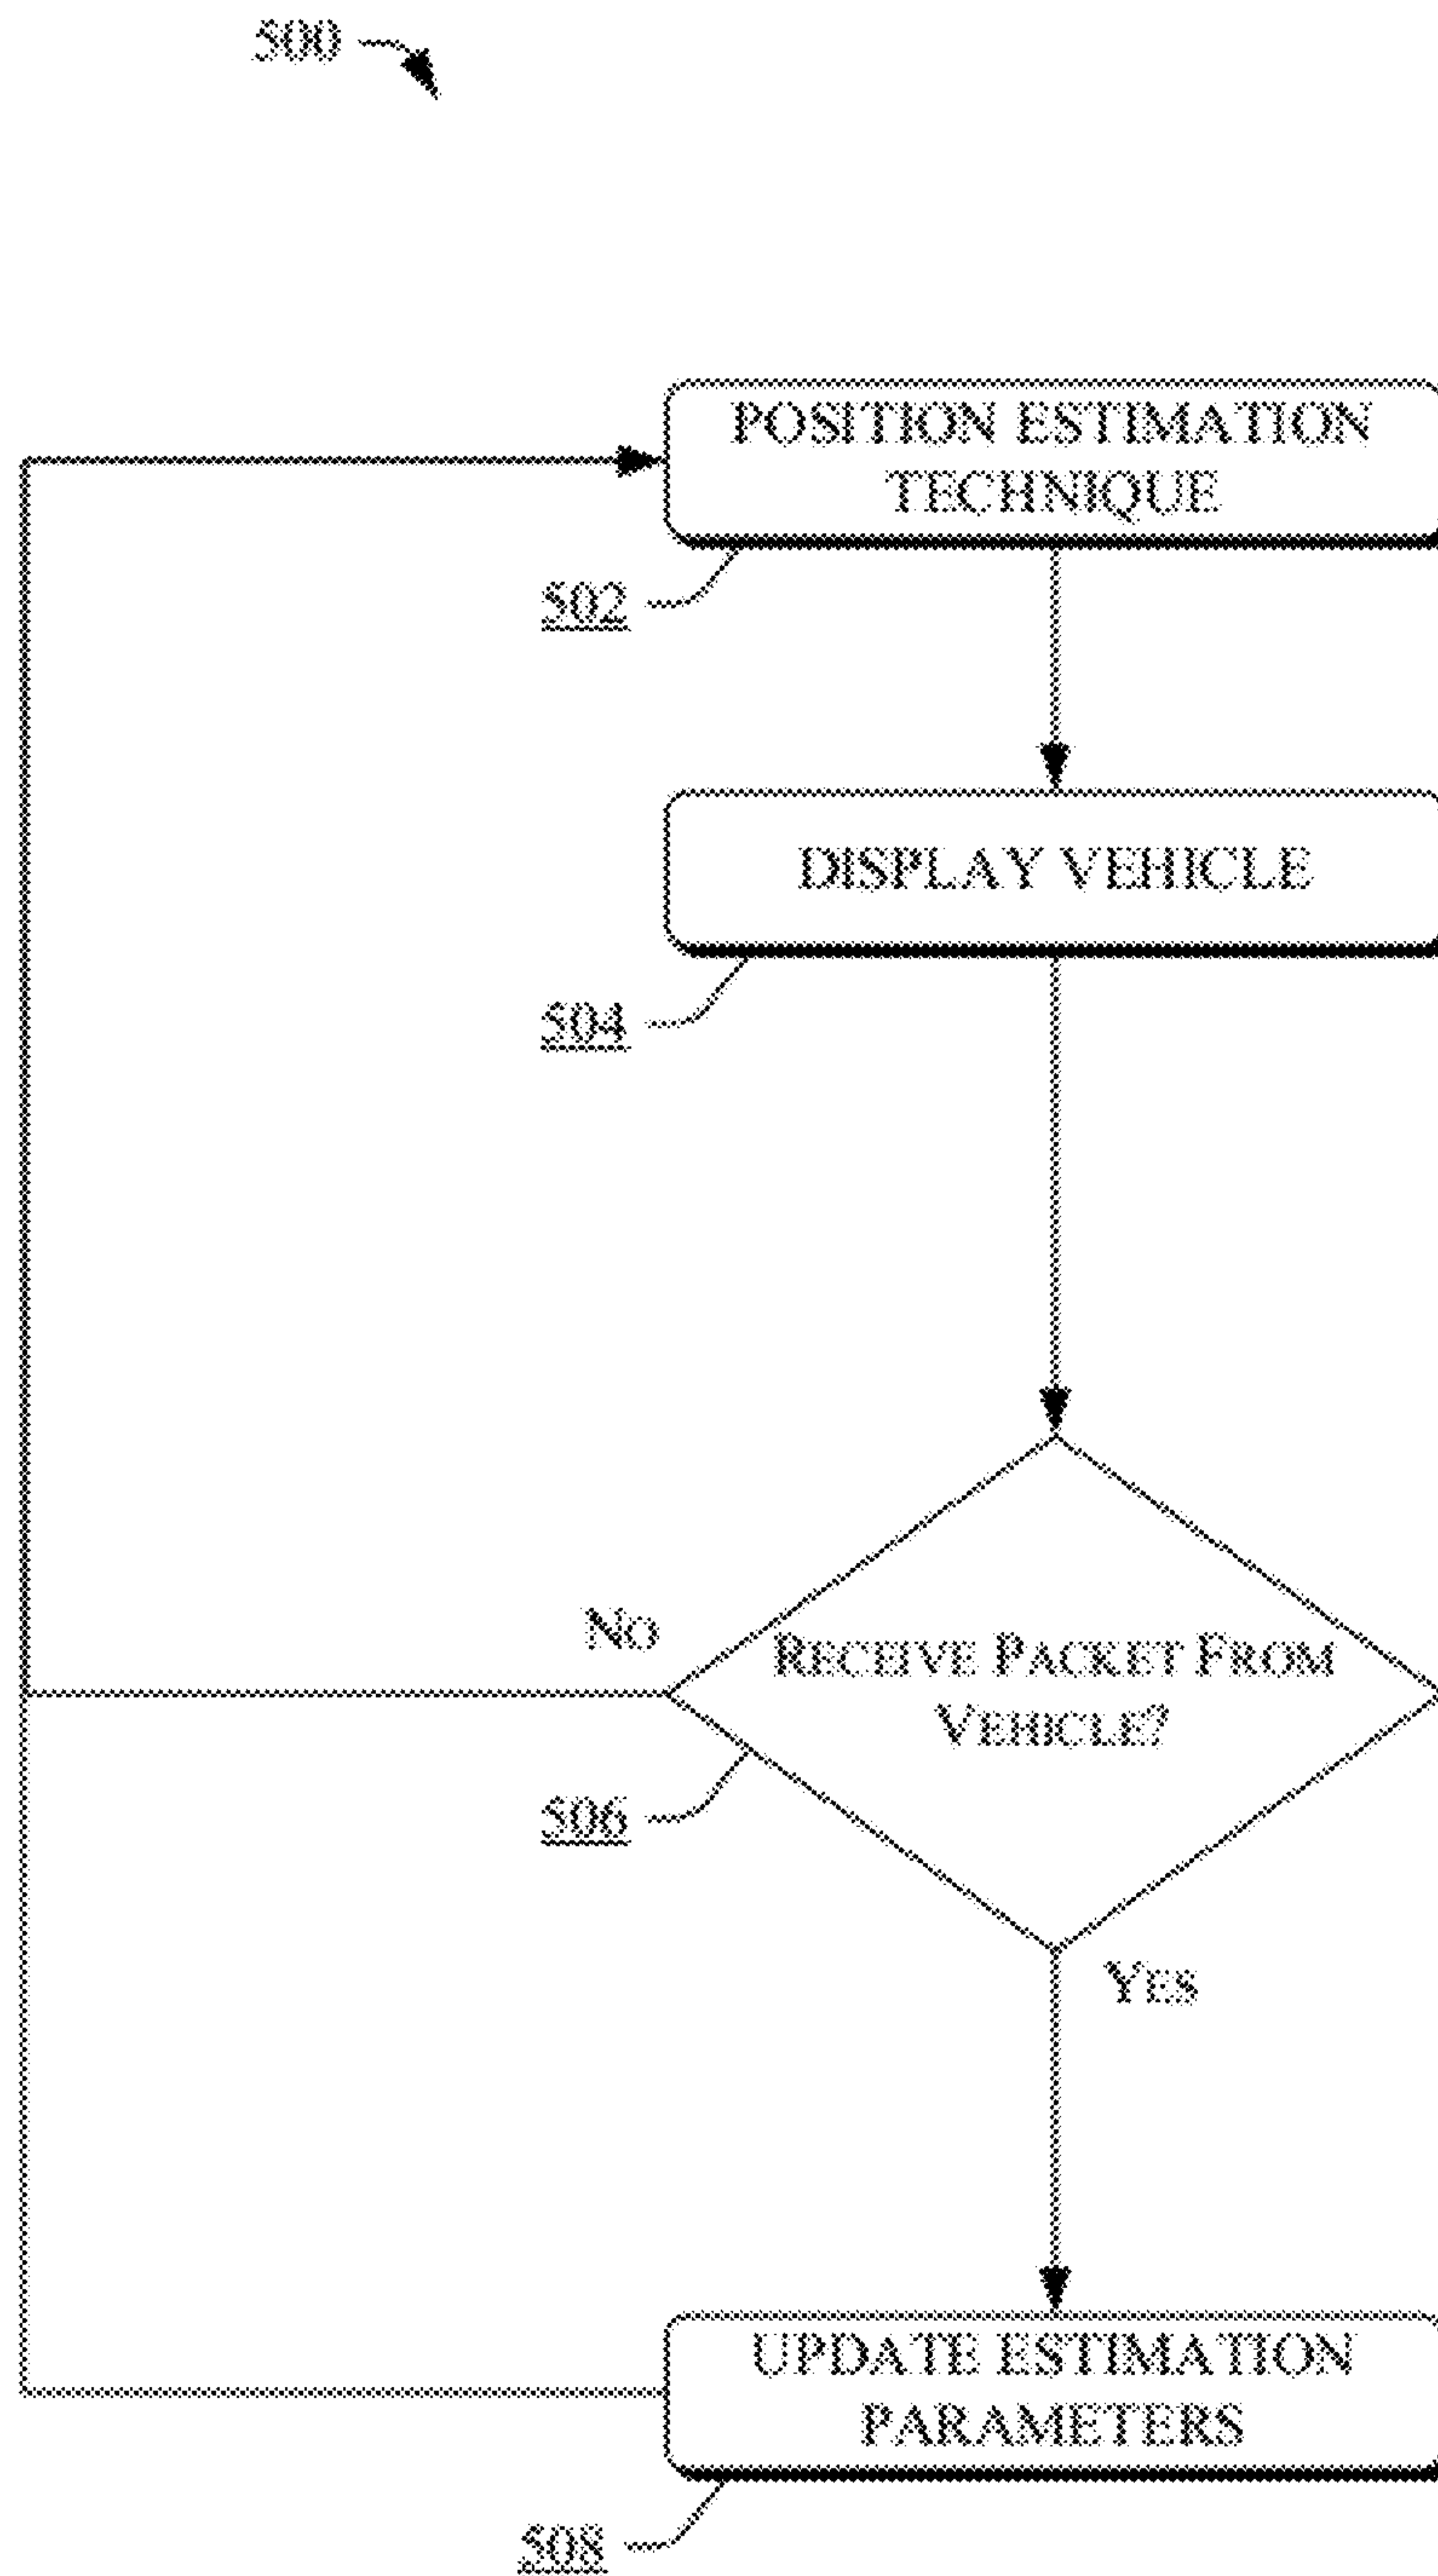 500
POSITION ESTIMATION
TECHNIQUE
502
DISPLAY VEHICLE
504
NO
RECEIVE PACKET FROM
VEHICLE?
506
YES
UPDATE ESTIMATION
PARAMETERS
508